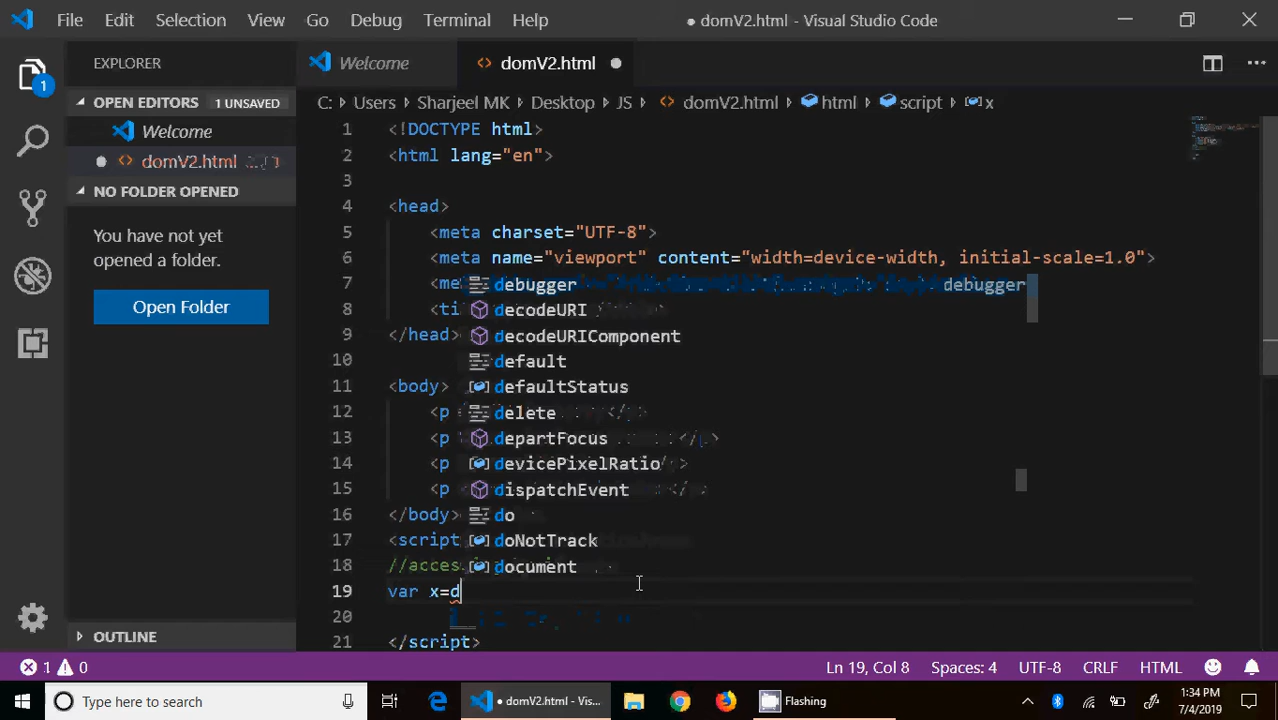 File Edit Selection View Go Debug Terminal Help ● domV2.html - Visual Studio Code
EXPLORER
Welcome
domV2.html
OPEN EDITORS 1 UNSAVED
Welcome
domV2.html
NO FOLDER OPENED
You have not yet
opened a folder.
Open Folder
OUTLINE
C: > Users > Sharjeel MK > Desktop > JS > domV2.html > html > script > x
1 <!DOCTYPE html>
2 <html lang="en">
3
4 <head>
5 <meta charset="UTF-8">
6 <meta name="viewport" content="width=device-width, initial-scale=1.0">
7 <me debugger debugger
8 <ti decodeURI
9 </head> decodeURIComponent
10 default
11 <body> defaultStatus
12 <p delete </p>
13 <p departFocus </p>
14 <p devicePixelRatio /p>
15 <p dispatchEvent </p>
16 </body> do
17 <script doNotTrack
18 //acces document
19 var x=d
20
21 </script>
1 0 Ln 19, Col 8 Spaces: 4 UTF-8 CRLF HTML
Type here to search domV2.html - Vis... Flashing 1:34 PM
7/4/2019
1